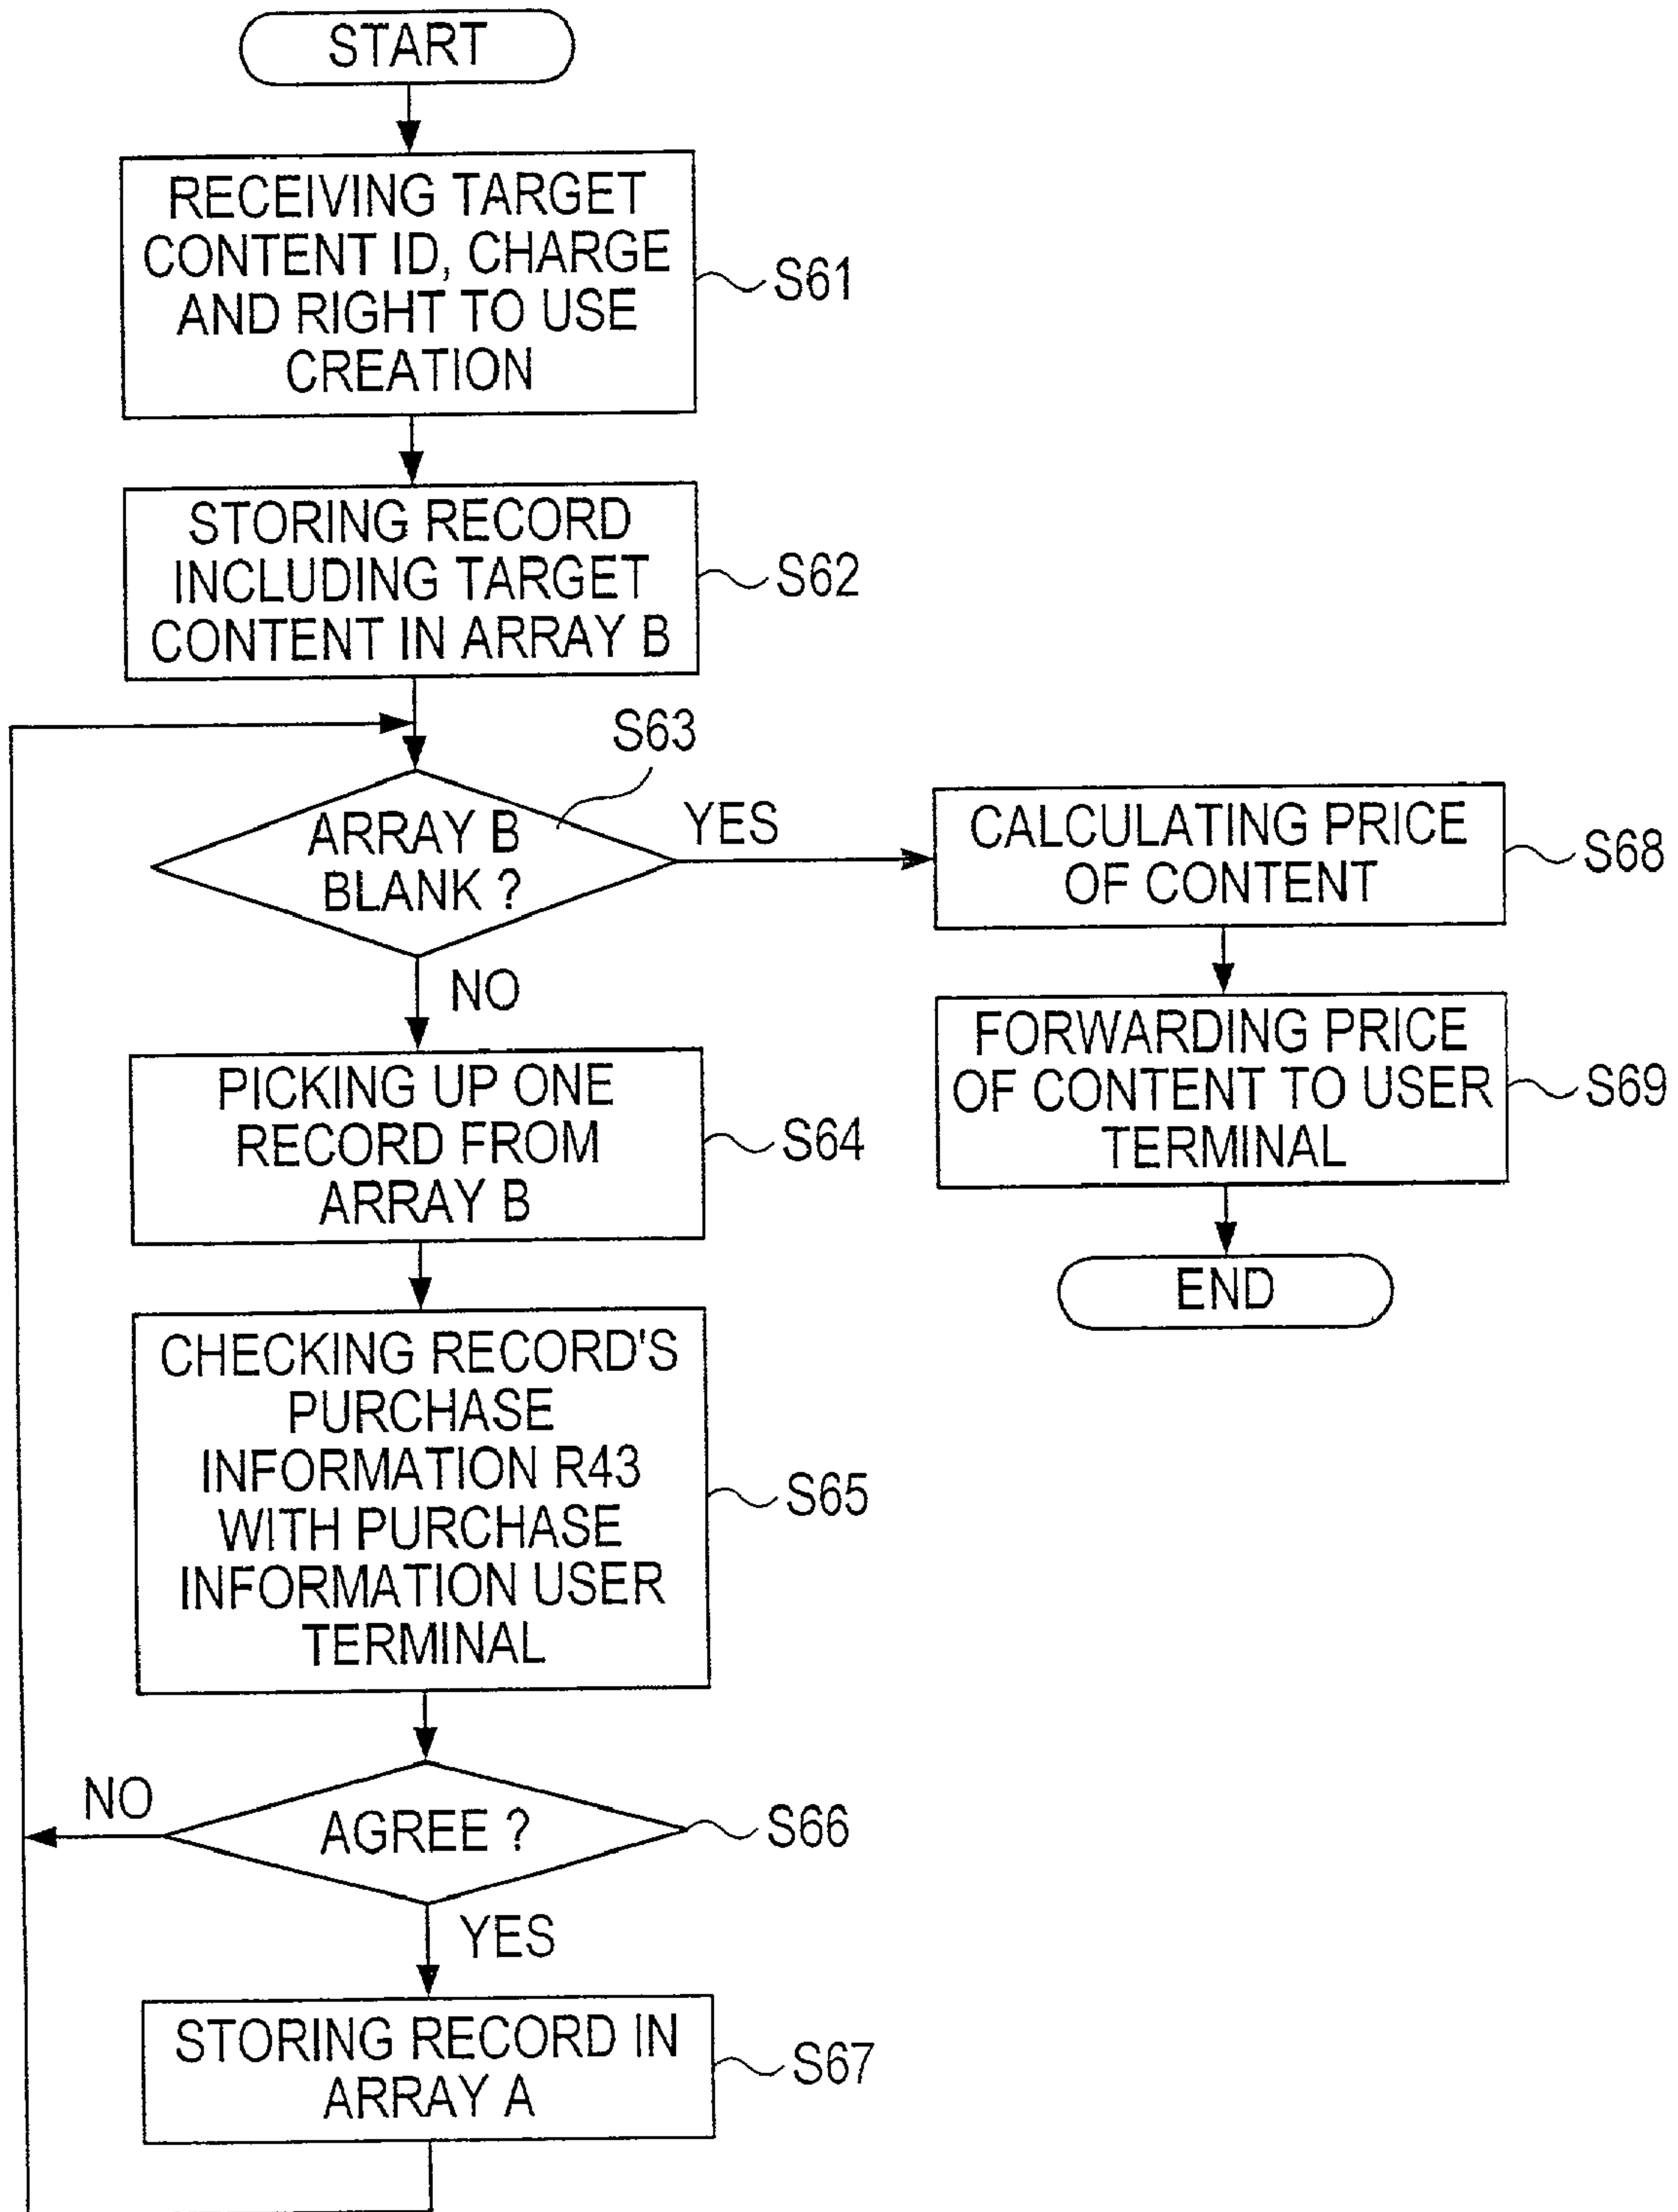 START
RECEIVING TARGET
CONTENT ID, CHARGE
AND RIGHT TO USE
CREATION
S61
STORING RECORD
INCLUDING TARGET
CONTENT IN ARRAY B
S62
S63
ARRAY B
BLANK ?
YES
NO
CALCULATING PRICE
OF CONTENT
S68
FORWARDING PRICE
OF CONTENT TO USER
TERMINAL
S69
END
PICKING UP ONE
RECORD FROM
ARRAY B
S64
CHECKING RECORD'S
PURCHASE
INFORMATION R43
WITH PURCHASE
INFORMATION USER
TERMINAL
S65
NO
AGREE ?
S66
YES
STORING RECORD IN
ARRAY A
S67